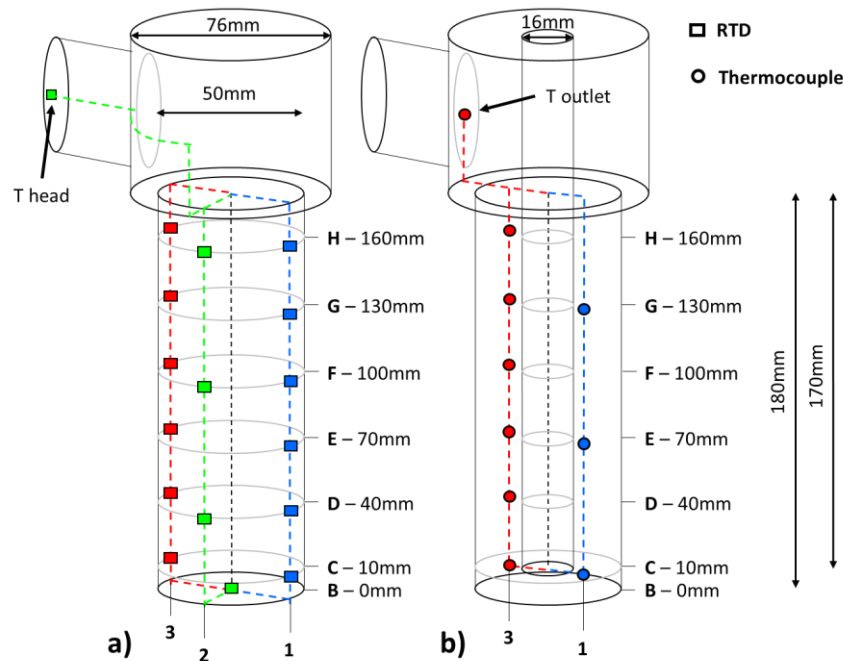 76mm
50mm
T head
H – 160mm
G – 130mm
F – 100mm
E – 70mm
D – 40mm
C – 10mm
B – 0mm
a)
3
2
1
16mm
T outlet
RTD
Thermocouple
H – 160mm
G – 130mm
F – 100mm
E – 70mm
D – 40mm
C – 10mm
B – 0mm
180mm
170mm
b)
3
1